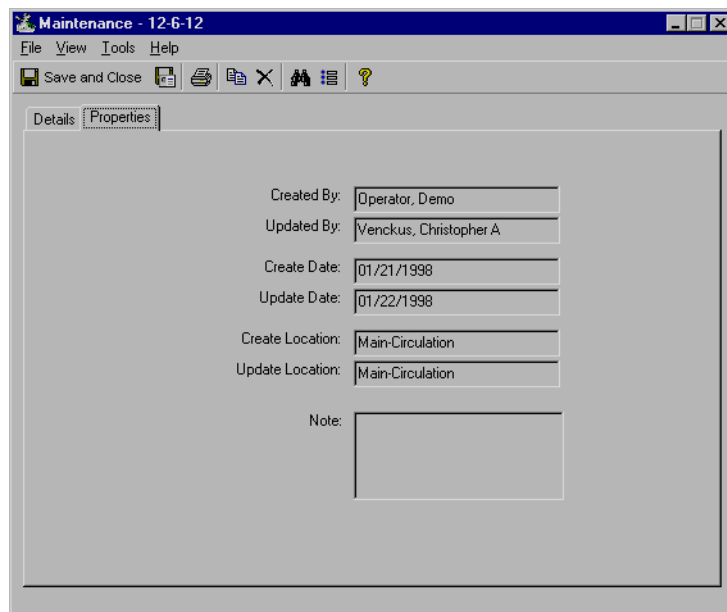 Maintenance - 12-6-12
File View Tools Help
Save and Close
Details Properties
Created By: Operator, Demo
Updated By: Venckus, Christopher A
Create Date: 01/21/1998
Update Date: 01/22/1998
Create Location: Main-Circulation
Update Location: Main-Circulation
Note: